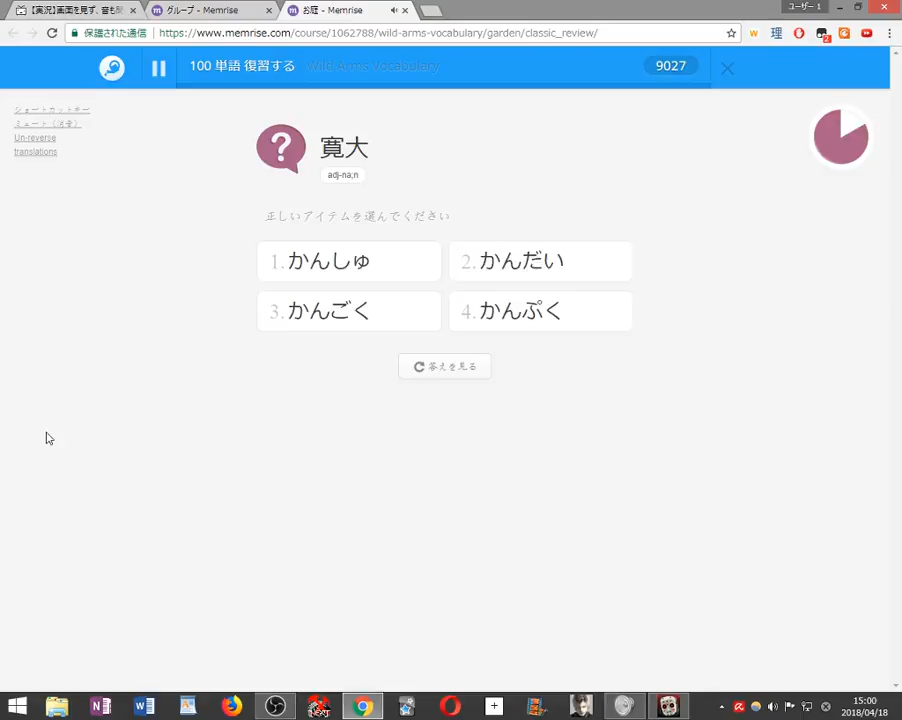 【実況】画面を見ず、音も
グループ - Memrise
お庭 - Memrise
ユーザー 1
保護された通信
https://www.memrise.com/course/1062788/wild-arms-vocabulary/garden/classic_review/
100 単語 復習する
Wild Arms Vocabulary
9027
ショートカットキー
ミュート（消音）
Un-reverse
translations
? 寛大
adj-na;n
正しいアイテムを選んでください
1. かんしゅ
2. かんだい
3. かんごく
4. かんぷく
答えを見る
15:00
2018/04/18